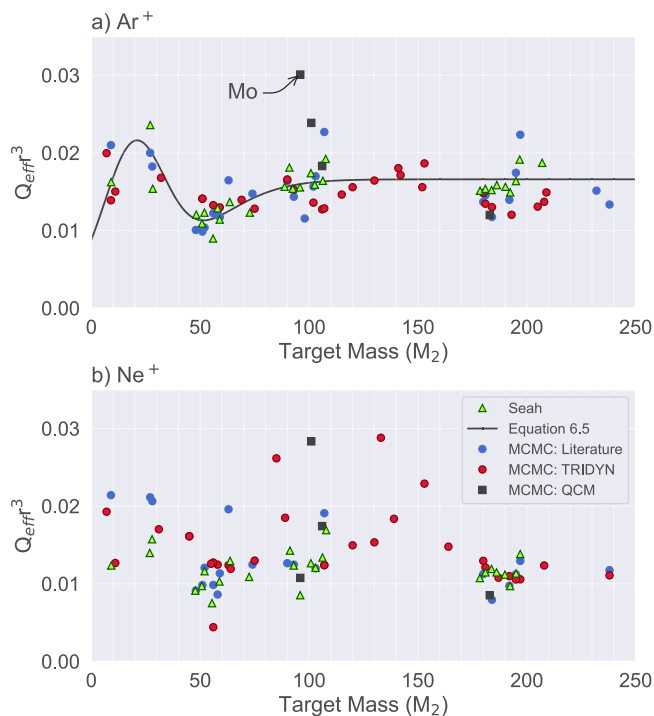 a) Ar+
Q_eff r³
0.03
0.02
0.01
0.00
Mo
0 50 100 150 200 250
Target Mass (M₂)
b) Ne+
Q_eff r³
0.03
0.02
0.01
0.00
Seah
Equation 6.5
MCMC: Literature
MCMC: TRIDYN
MCMC: QCM
0 50 100 150 200 250
Target Mass (M₂)